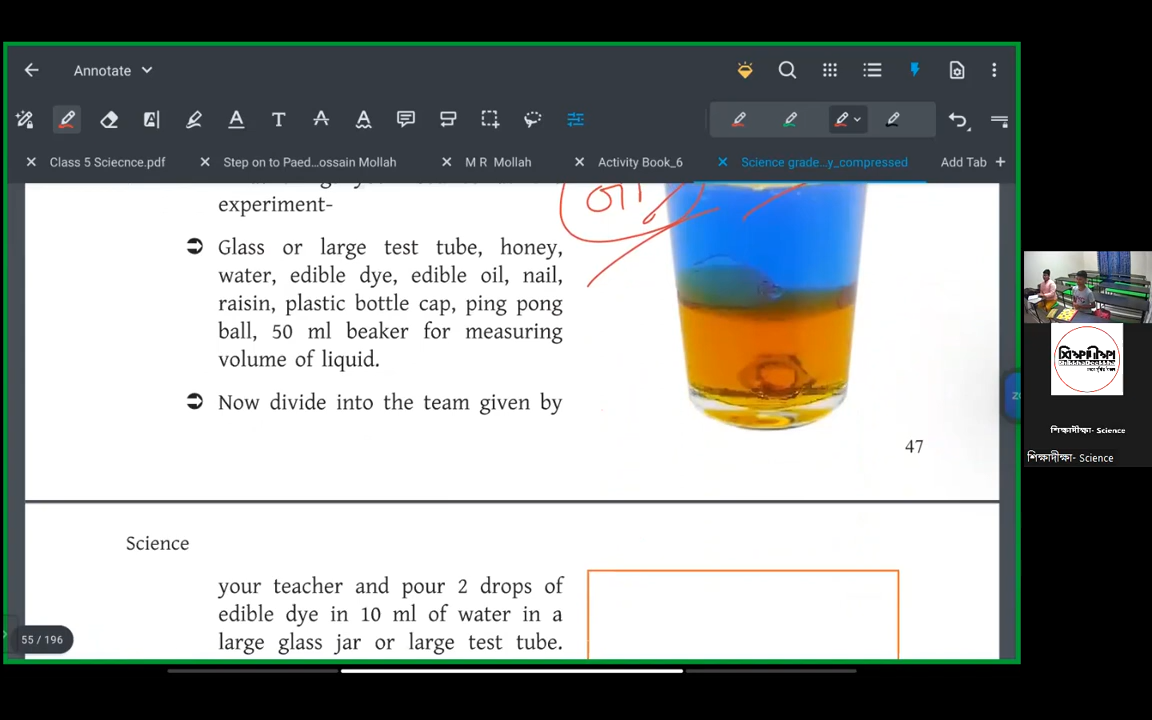 Annotate
Class 5 Sciecnce.pdf
Step on to Paed...ossain Mollah
M R Mollah
Activity Book_6
Science grade...y_compressed
Add Tab
experiment-
oil
Glass or large test tube, honey,
water, edible dye, edible oil, nail,
raisin, plastic bottle cap, ping pong
ball, 50 ml beaker for measuring
volume of liquid.
Now divide into the team given by
47
Science
your teacher and pour 2 drops of
edible dye in 10 ml of water in a
large glass jar or large test tube.
55 / 196
শিক্ষাদীক্ষা
শিক্ষাদীক্ষা- Science
শিক্ষাদীক্ষা- Science